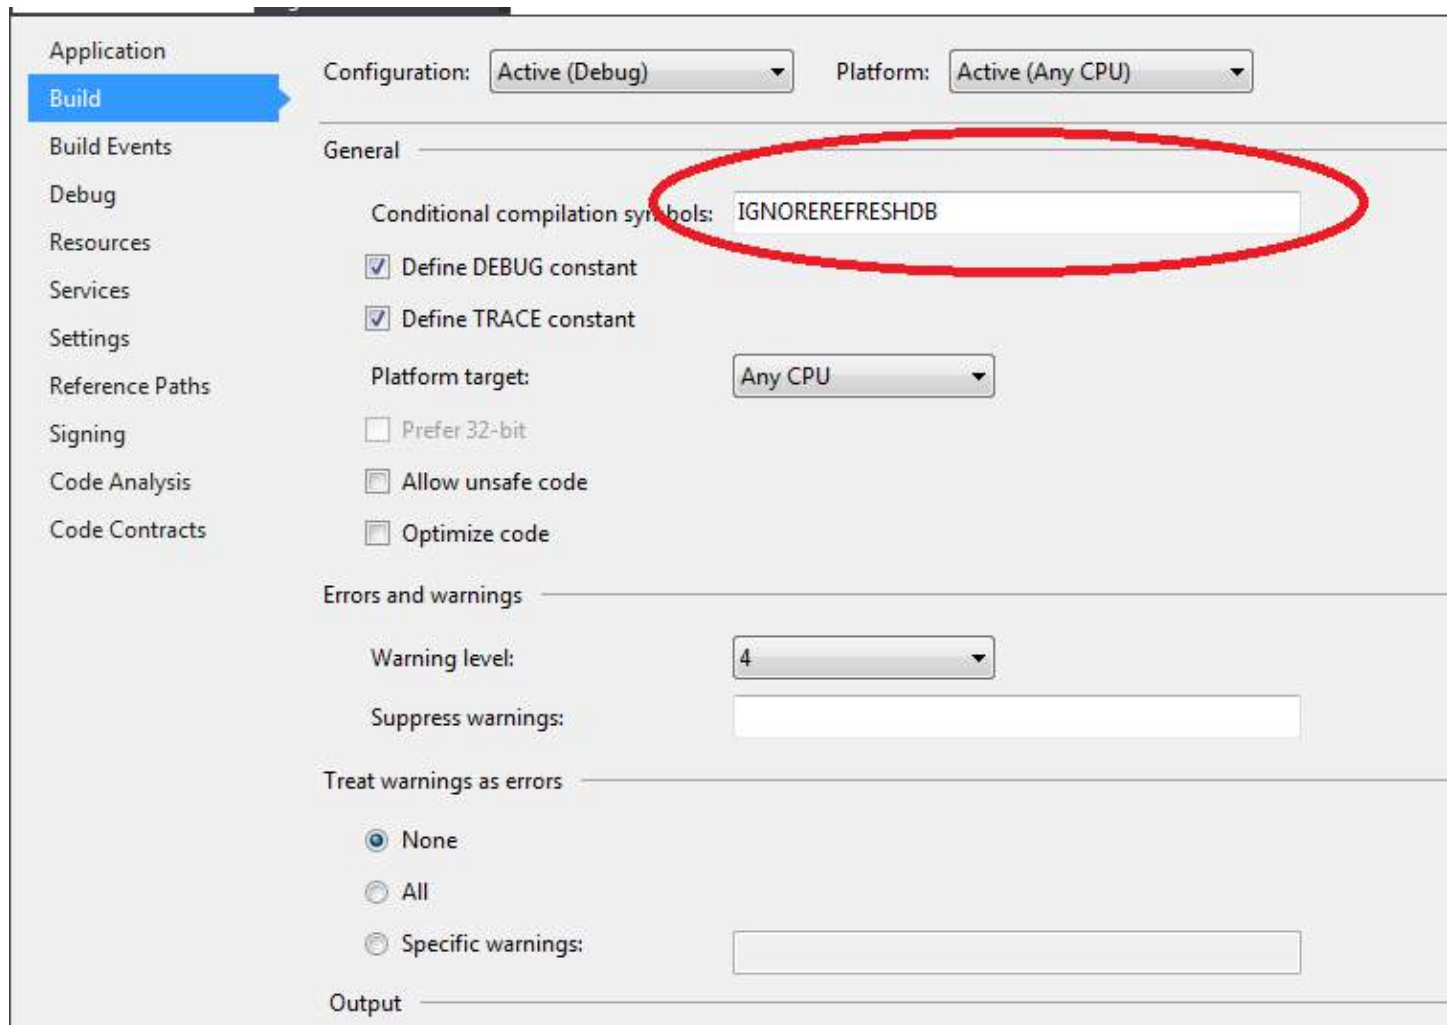 Application
Build
Build Events
Debug
Resources
Services
Settings
Reference Paths
Signing
Code Analysis
Code Contracts
Configuration: Active (Debug) Platform: Active (Any CPU)
General
Conditional compilation symbols: IGNOREREFRESHDB
Define DEBUG constant
Define TRACE constant
Platform target: Any CPU
Prefer 32-bit
Allow unsafe code
Optimize code
Errors and warnings
Warning level: 4
Suppress warnings:
Treat warnings as errors
None
All
Specific warnings:
Output